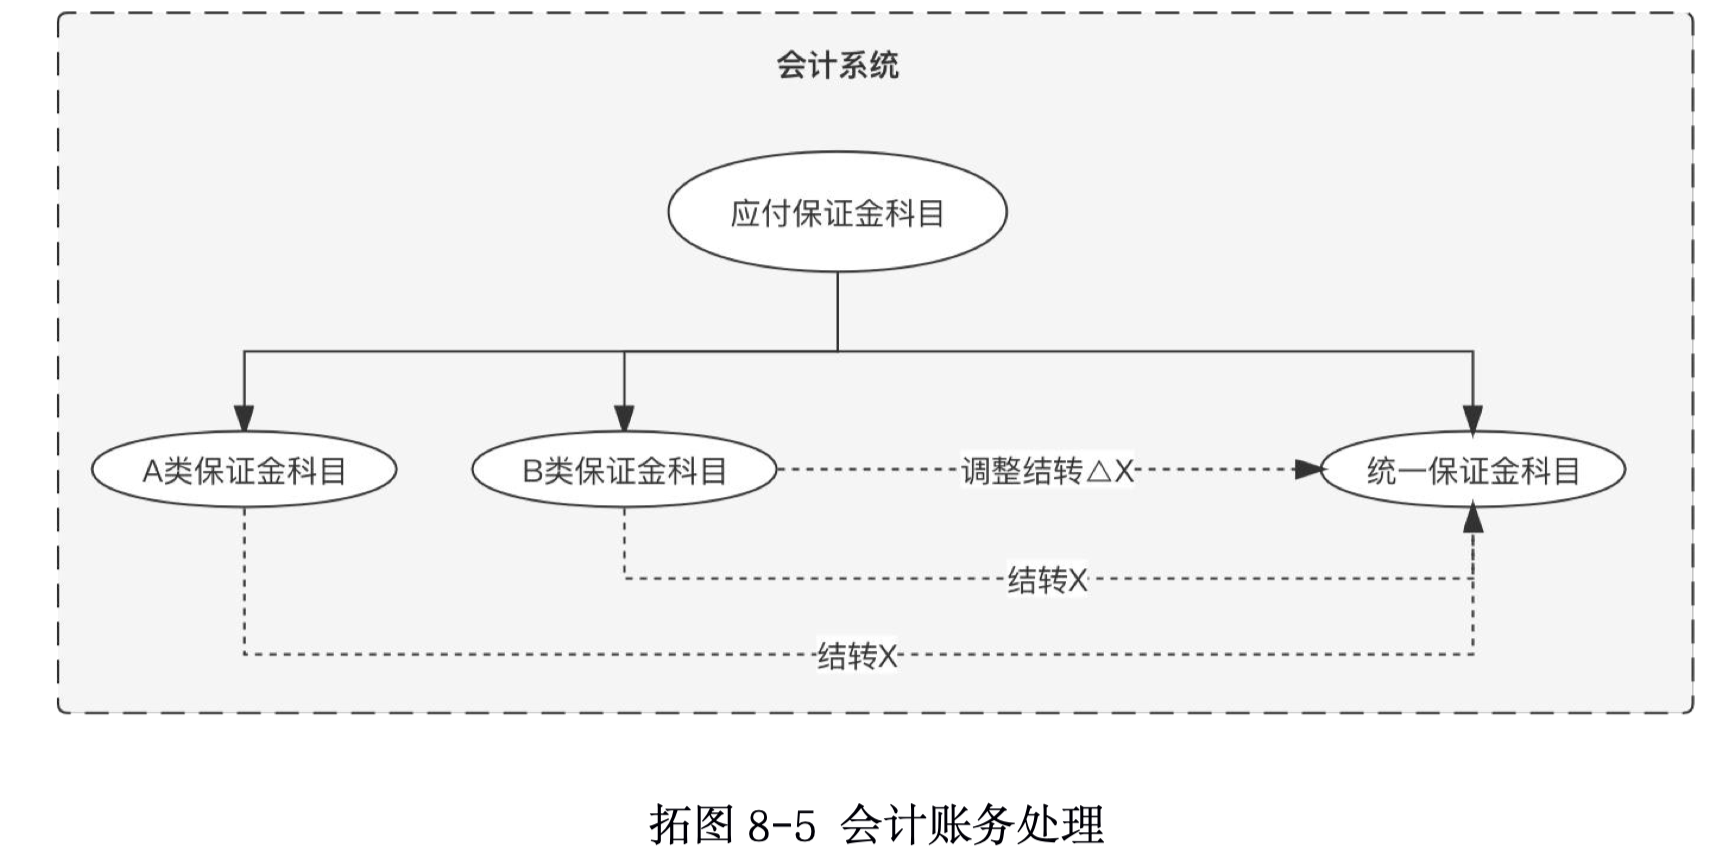 会计系统
应付保证金科目
A类保证金科目
B类保证金科目
调整结转△X
统一保证金科目
结转X
结转X
拓图 8-5 会计账务处理